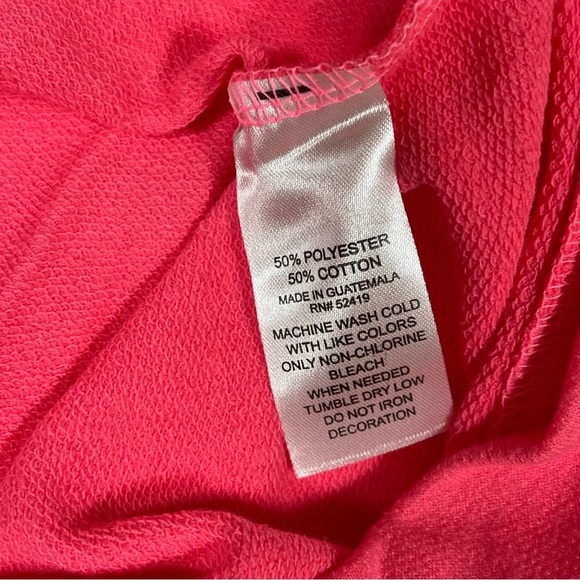 50% POLYESTER
50% COTTON
MADE IN GUATEMALA
RN# 52419
MACHINE WASH COLD
WITH LIKE COLORS
ONLY NON-CHLORINE
BLEACH
WHEN NEEDED
TUMBLE DRY LOW
DO NOT IRON
DECORATION